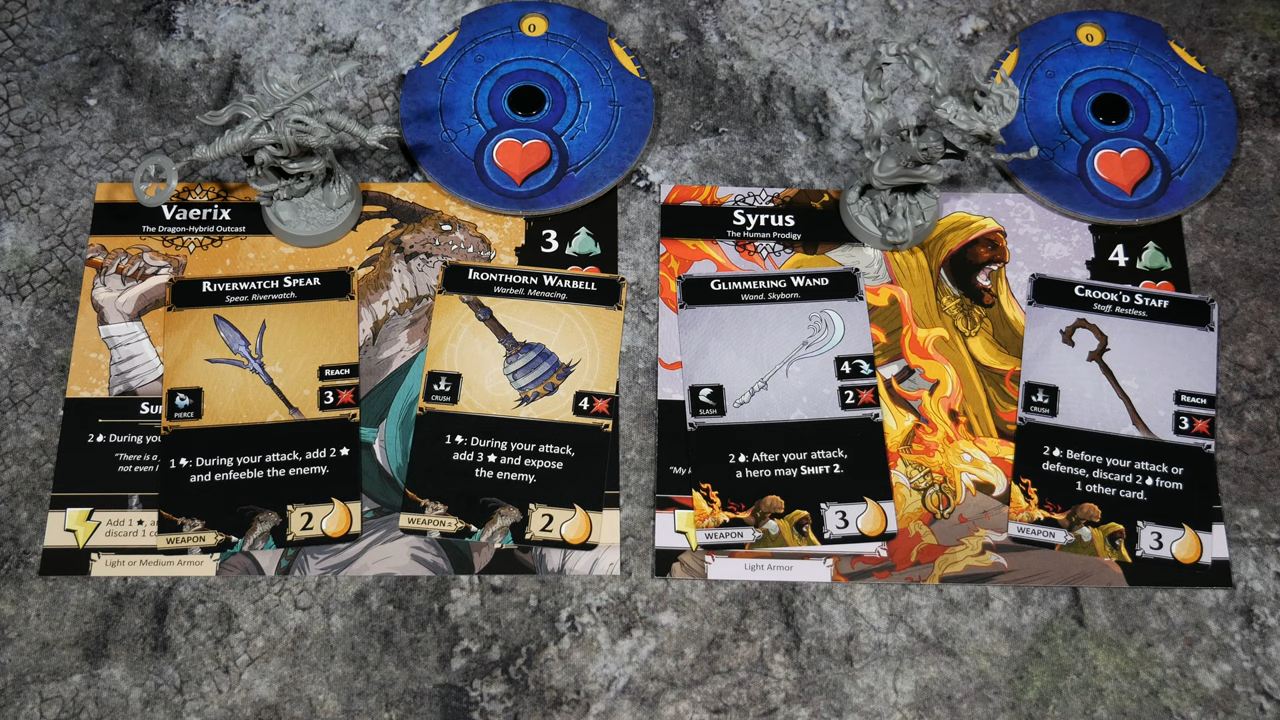 0
0
Vaerix
The Dragon-Hybrid Outcast
3
Riverwatch Spear
Spear. Riverwatch.
PIERCE
REACH
3
1 : During your attack, add 2
and enfeeble the enemy.
WEAPON
2
Ironthorn Warbell
Warbell. Menacing.
CRUSH
4
1 : During your attack,
add 3 and expose
the enemy.
WEAPON
2
2 : During you
"There is a
not even I
Add 1
discard 1
Light or Medium Armor
Syrus
The Human Prodigy
4
Glimmering Wand
Wand. Skyborn.
SLASH
4
2
2 : After your attack,
a hero may SHIFT 2.
WEAPON
3
Crook'd Staff
Staff. Restless.
CRUSH
REACH
3
2 : Before your attack or
defense, discard 2 from
1 other card.
WEAPON
3
"My
Light Armor